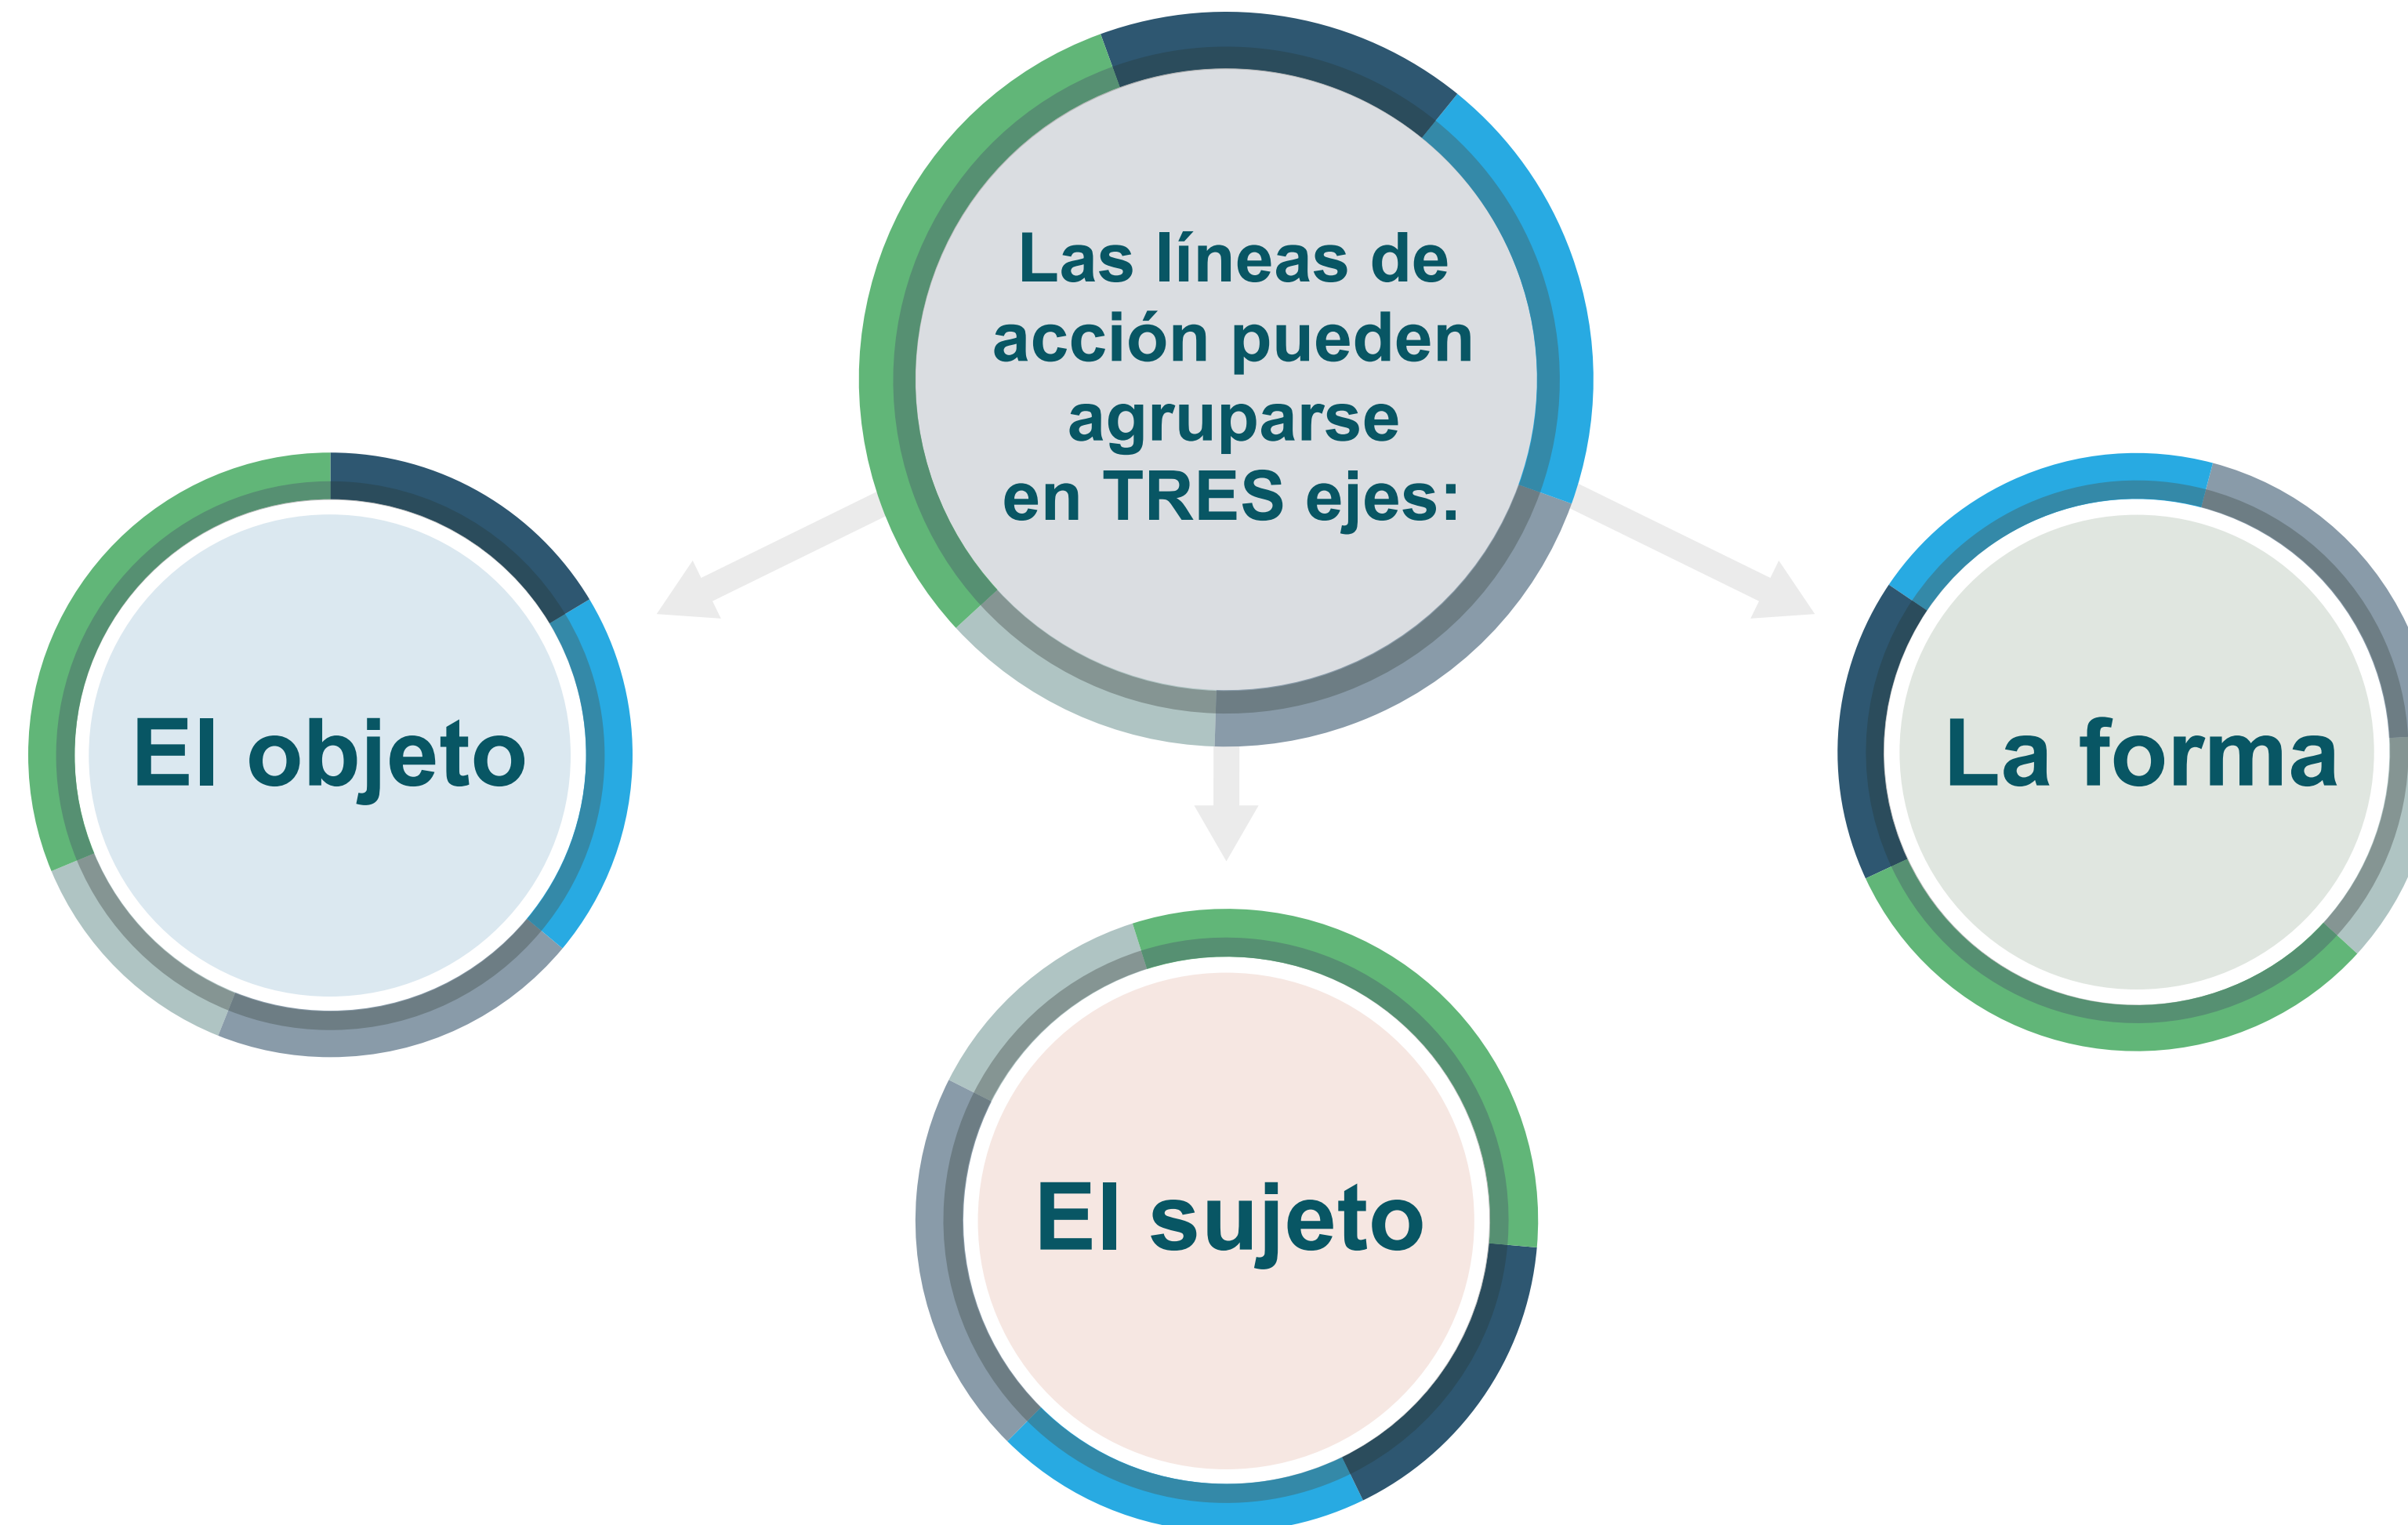 Las líneas de
acción pueden
agruparse
en TRES ejes:
El objeto
La forma
El sujeto